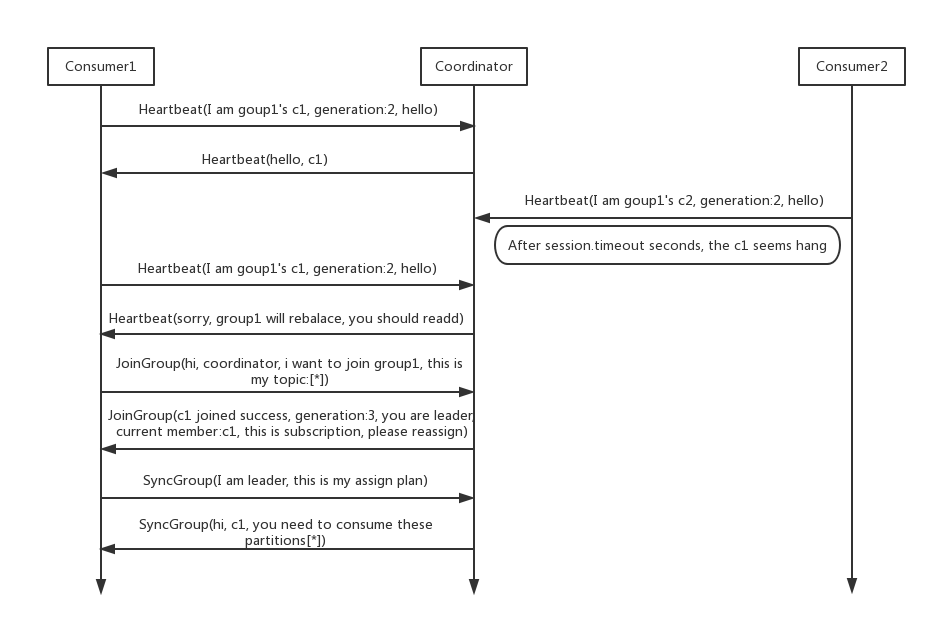 Consumer1
Coordinator
Consumer2
Heartbeat(I am goup1's c1, generation:2, hello)
Heartbeat(hello, c1)
Heartbeat(I am goup1's c2, generation:2, hello)
After session.timeout seconds, the c1 seems hang
Heartbeat(I am goup1's c1, generation:2, hello)
Heartbeat(sorry, group1 will rebalace, you should readd)
JoinGroup(hi, coordinator, i want to join group1, this is
my topic:[*])
JoinGroup(c1 joined success, generation:3, you are leader,
current member:c1, this is subscription, please reassign)
SyncGroup(I am leader, this is my assign plan)
SyncGroup(hi, c1, you need to consume these
partitions[*])